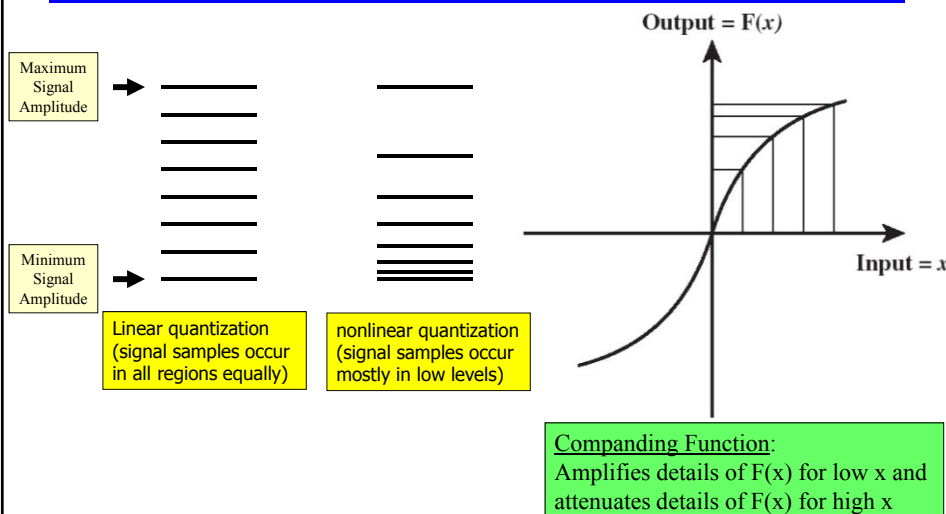 Output = F(x)
Maximum
Signal
Amplitude
Minimum
Signal
Amplitude
Input = x
Linear quantization
(signal samples occur
in all regions equally)
nonlinear quantization
(signal samples occur
mostly in low levels)
Companding Function:
Amplifies details of F(x) for low x and
attenuates details of F(x) for high x